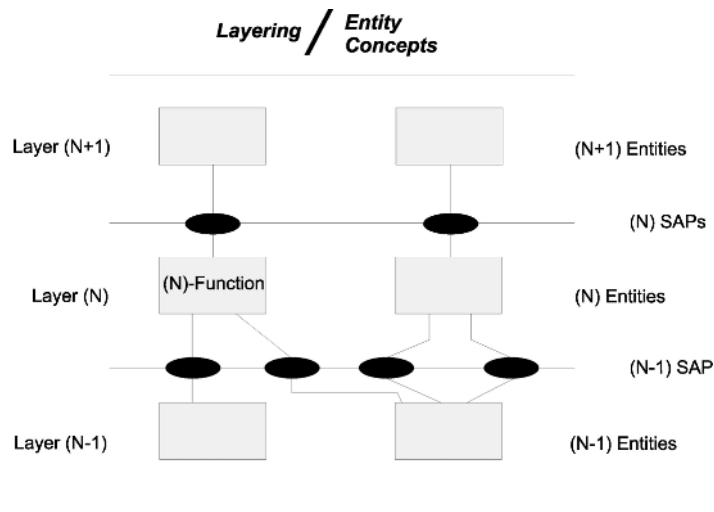 Layering / Entity
Concepts
Layer (N+1)
(N+1) Entities
(N) SAPs
(N)-Function
Layer (N)
(N) Entities
(N-1) SAP
Layer (N-1)
(N-1) Entities